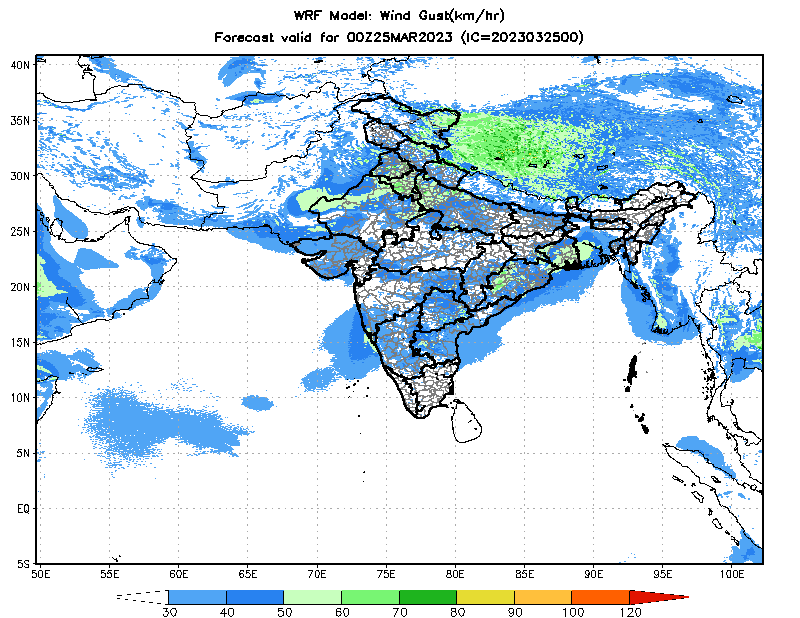 WRF Model: Wind Gust(km/hr)
Forecast valid for 00Z25MAR2023 (IC=2023032500)
40N
35N
30N
25N
20N
15N
10N
5N
EQ
5S
50E 55E 60E 65E 70E 75E 80E 85E 90E 95E 100E
30 40 50 60 70 80 90 100 120